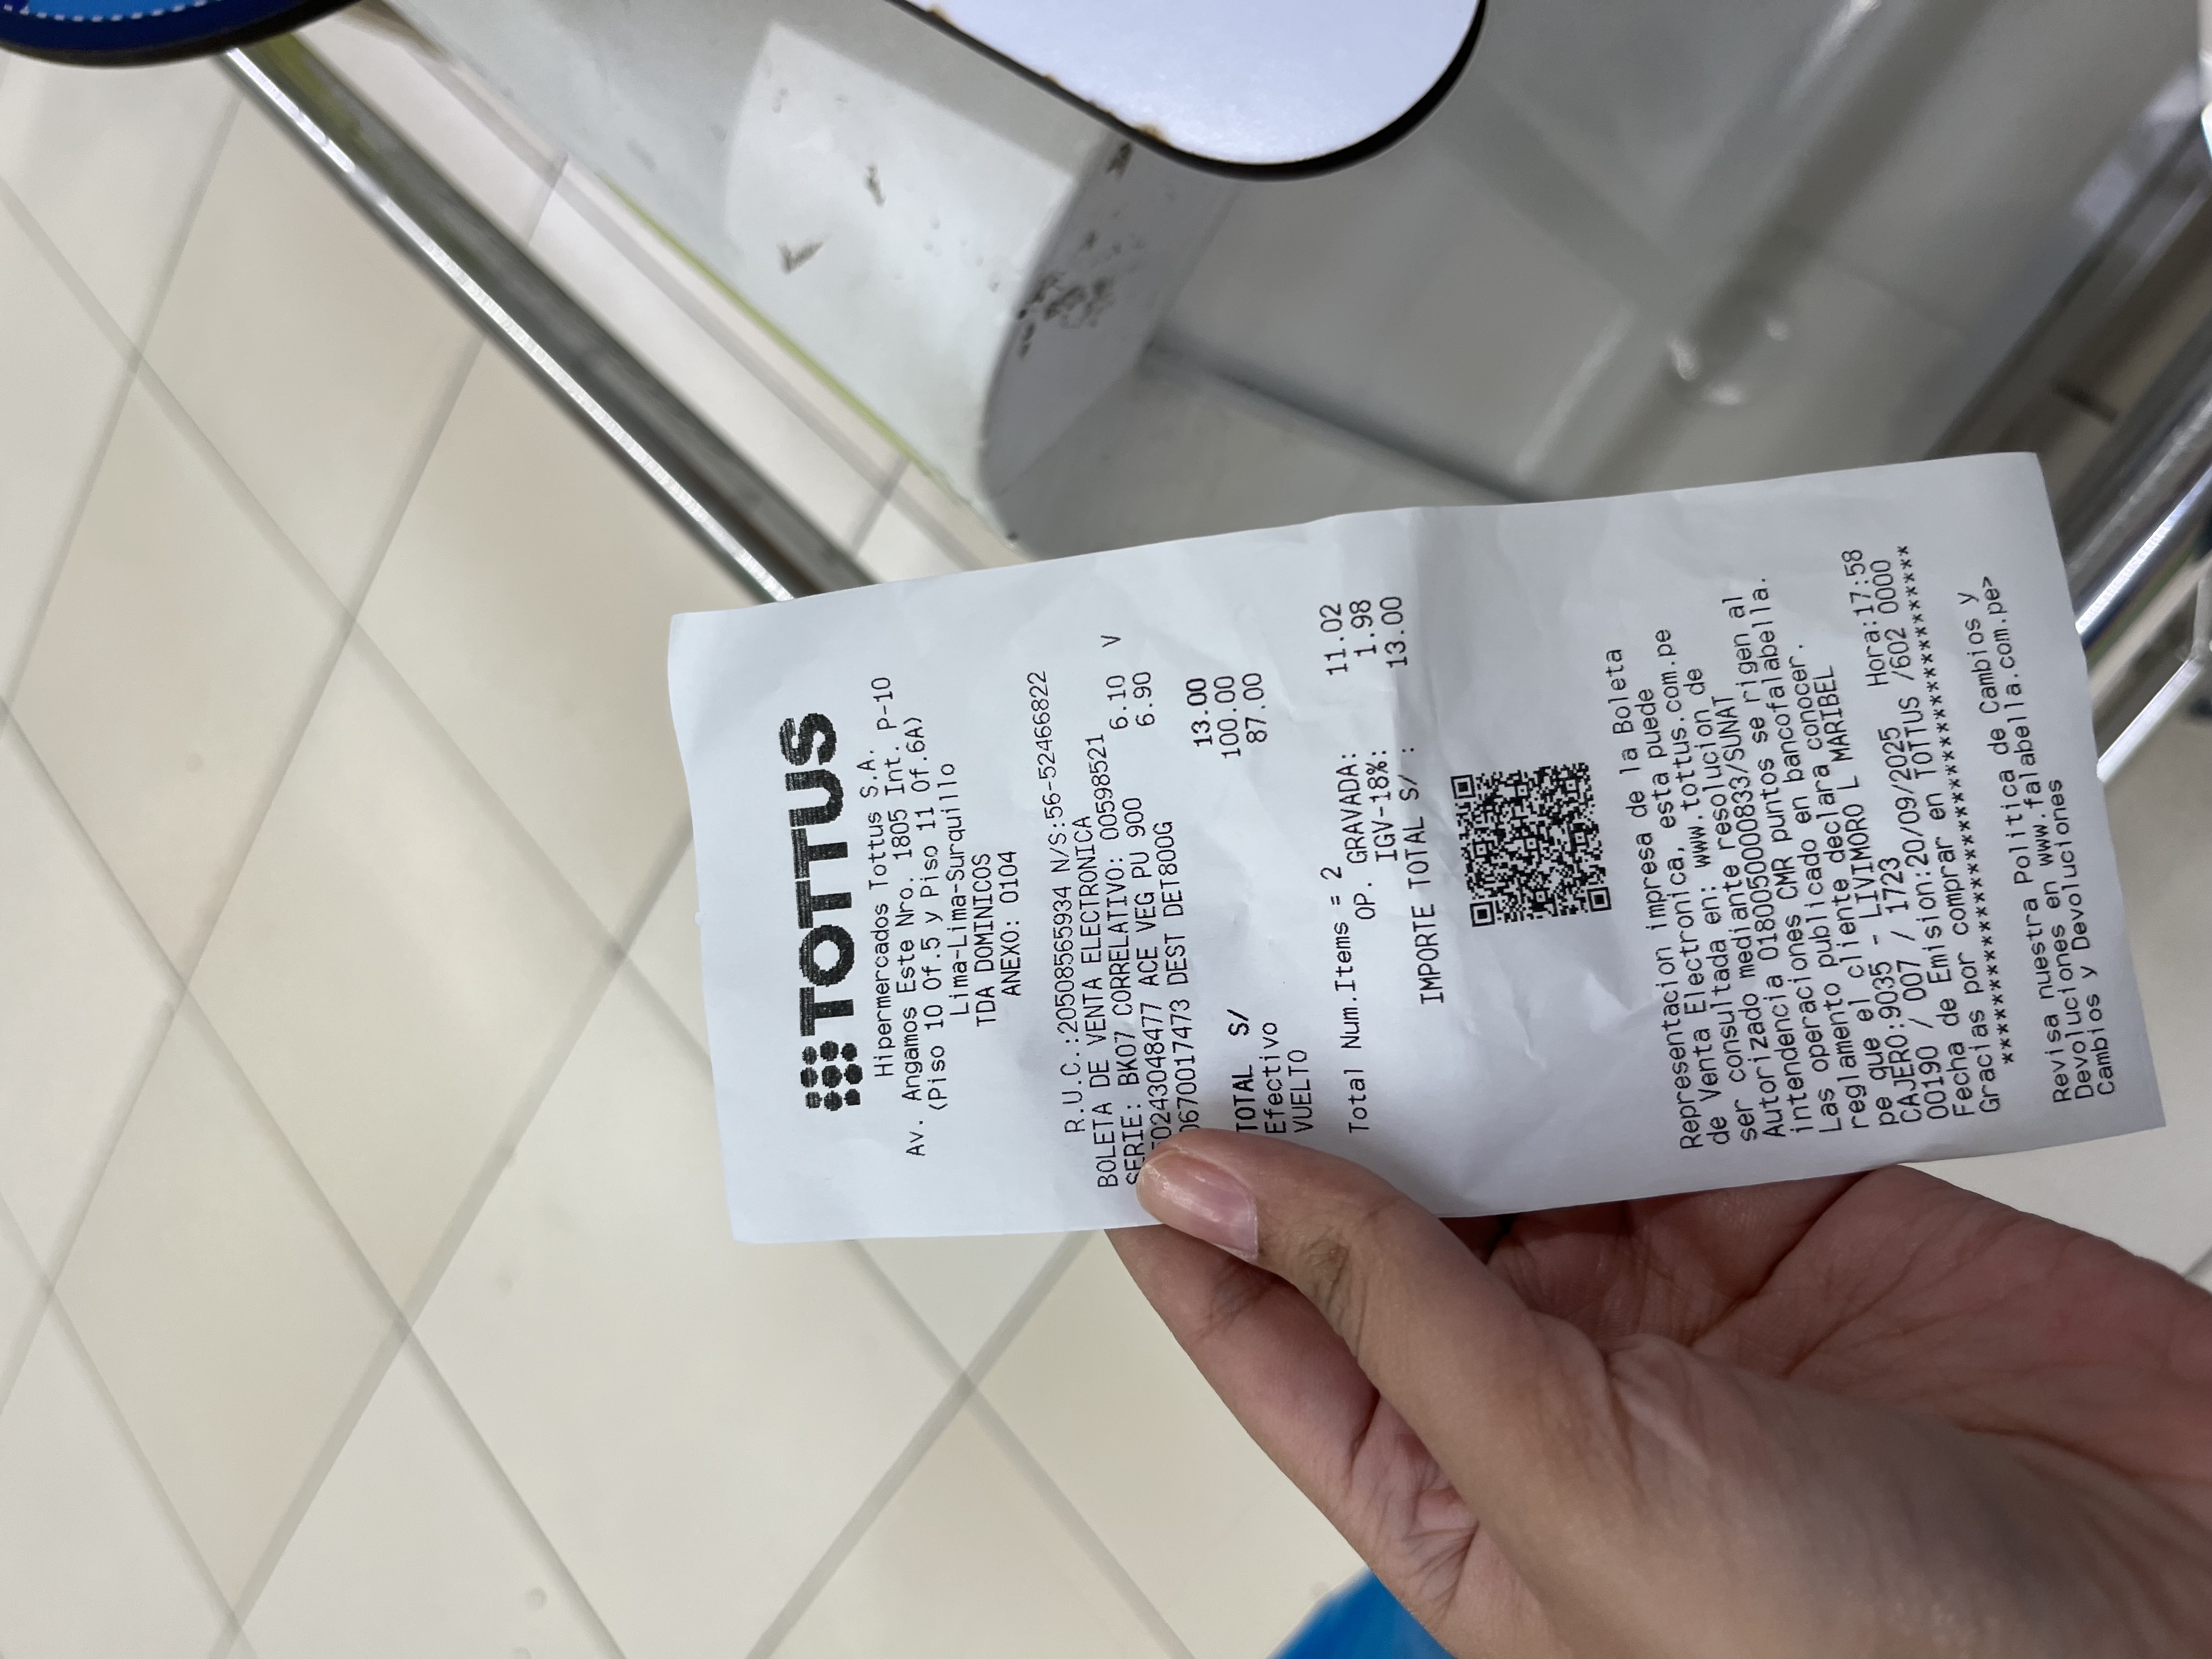 TOTTUS
Hipermercados Tottus S.A.
Av. Angamos Este Nro. 1805 Int. P-10
(Piso 10 Of.5 y Piso 11 Of.6A)
Lima-Lima-Surquillo
TDA DOMINICOS
ANEXO: 0104
R.U.C.:20508565934 N/S:56-52466822
BOLETA DE VENTA ELECTRONICA
SERIE: BK07 CORRELATIVO: 00598521
0243048477 ACE VEG PU 900 6.10 V
0670017473 DEST DET800G 6.90
TOTAL S/ 13.00
Efectivo 100.00
VUELTO 87.00
Total Num.Items = 2
OP. GRAVADA: 11.02
IGV-18%: 1.98
IMPORTE TOTAL S/ : 13.00
Representacion impresa de la Boleta
de Venta Electronica, esta puede
ser consultada en: www.tottus.com.pe
Autorizado mediante resolucion de
intendencia 0180050000833/SUNAT
Las operaciones CMR puntos se rigen al
reglamento publicado en bancofalabella.
pe que el cliente declara conocer.
CAJERO:9035 - LIVIMORO L MARIBEL
00190 / 007 / 1723
Fecha de Emision:20/09/2025 Hora:17:58
Gracias por comprar en TOTTUS /602 0000
***********************************
Revisa nuestra Politica de Cambios y
Devoluciones en www.falabella.com.pe>
Cambios y Devoluciones